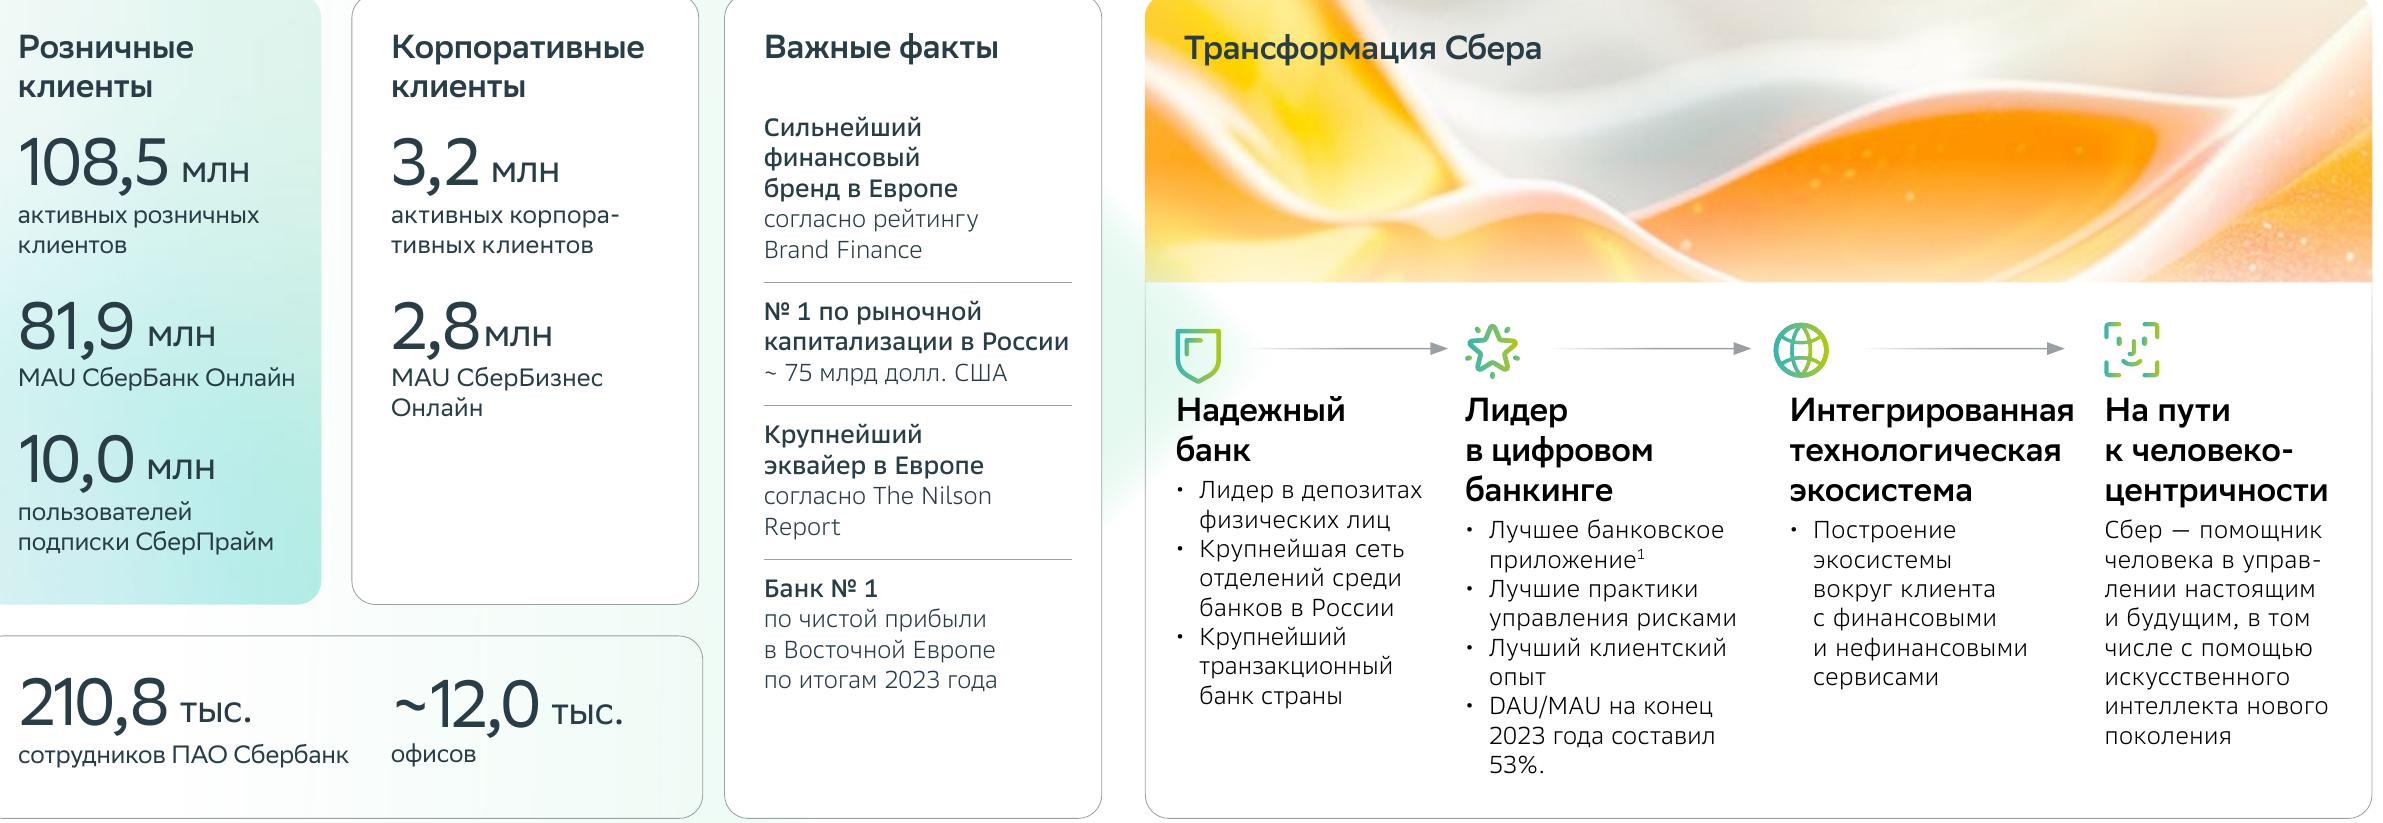 Розничные
клиенты
108,5 млн
активных розничных
клиентов
81,9 млн
MAU СберБанк Онлайн
10,0 млн
пользователей
подписки СберПрайм
Корпоративные
клиенты
3,2 млн
активных корпора-
тивных клиентов
2,8 млн
MAU СберБизнес
Онлайн
210,8 тыс.
сотрудников ПАО Сбербанк
~12,0 тыс.
офисов
Важные факты
Сильнейший
финансовый
бренд в Европе
согласно рейтингу
Brand Finance
№ 1 по рыночной
капитализации в России
~ 75 млрд долл. США
Крупнейший
эквайер в Европе
согласно The Nilson
Report
Банк № 1
по чистой прибыли
в Восточной Европе
по итогам 2023 года
Трансформация Сбера
Надежный
банк
• Лидер в депозитах
физических лиц
• Крупнейшая сеть
отделений среди
банков в России
• Крупнейший
транзакционный
банк страны
Лидер
в цифровом
банкинге
• Лучшее банковское
приложение¹
• Лучшие практики
управления рисками
• Лучший клиентский
опыт
• DAU/MAU на конец
2023 года составил
53%.
Интегрированная
технологическая
экосистема
• Построение
экосистемы
вокруг клиента
с финансовыми
и нефинансовыми
сервисами
На пути
к человеко-
центричности
Сбер — помощник
человека в управ-
лении настоящим
и будущим, в том
числе с помощью
искусственного
интеллекта нового
поколения